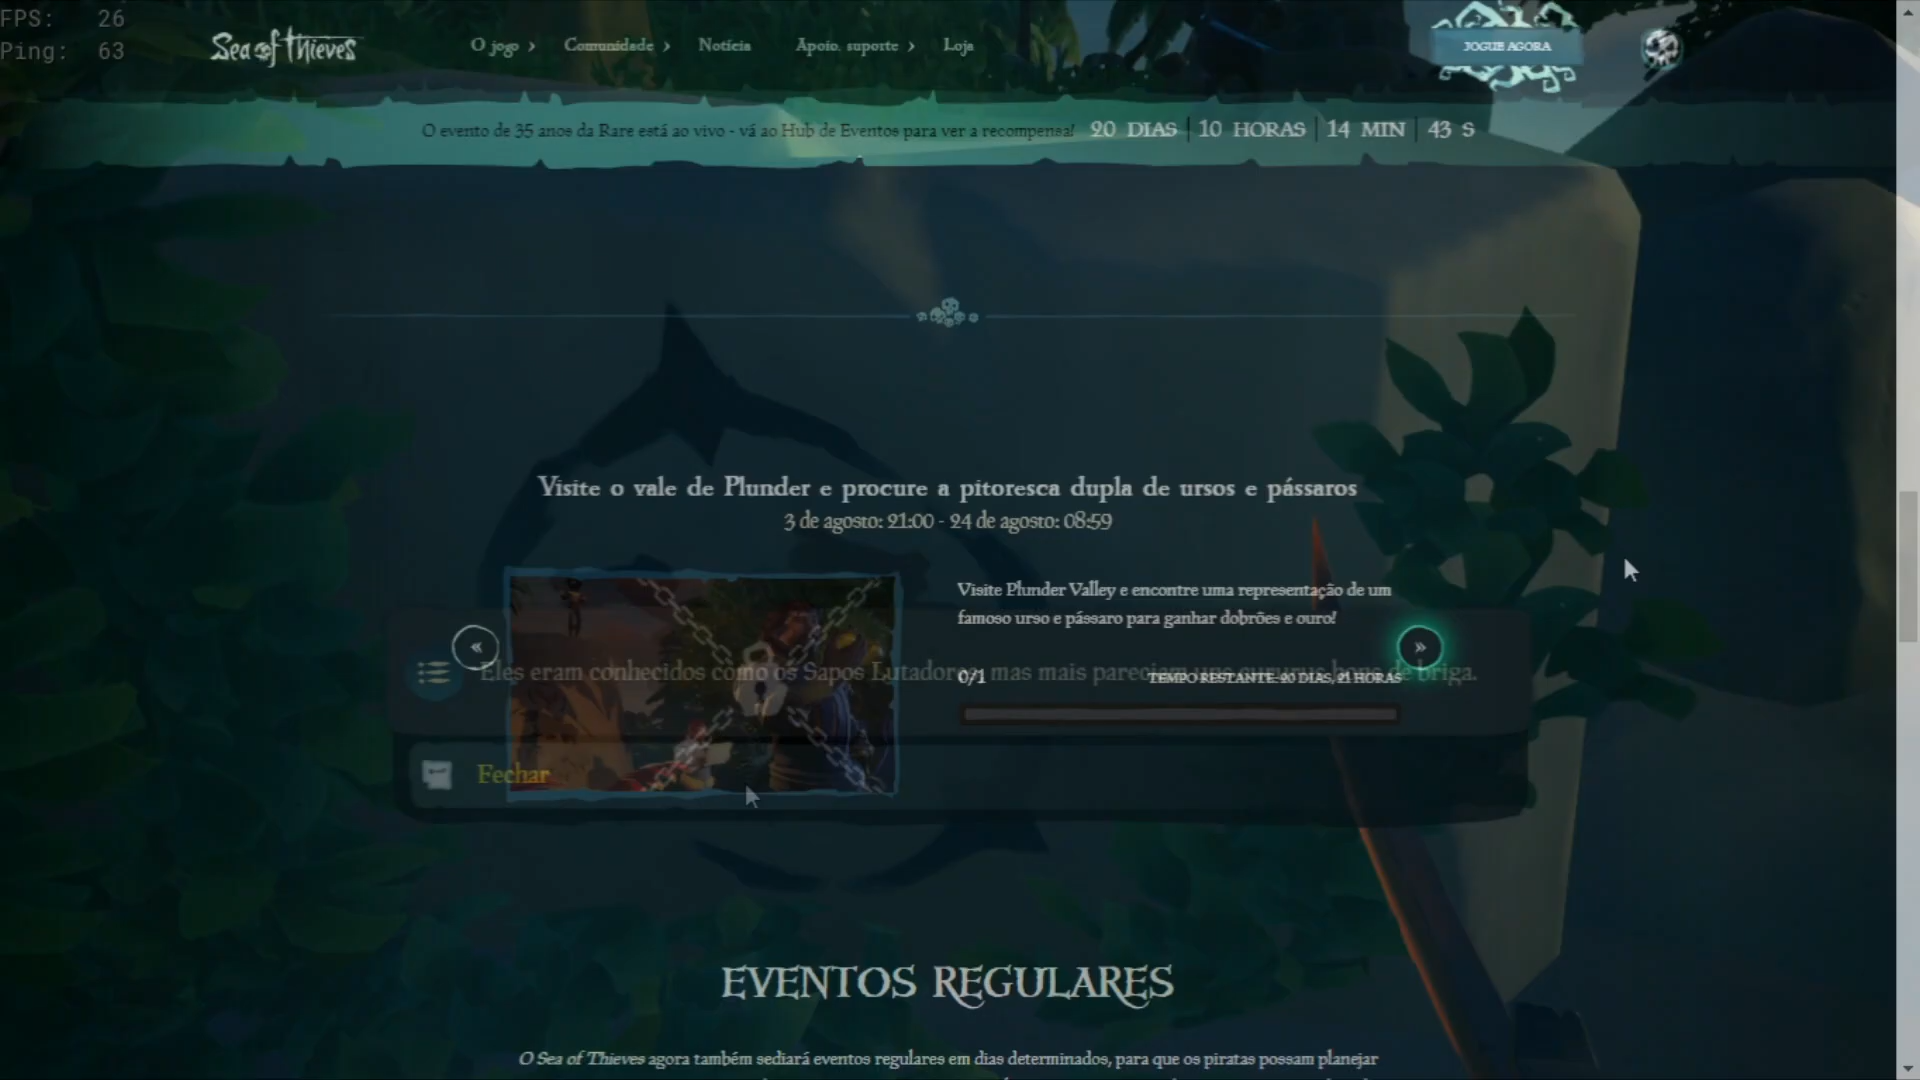 FPS: 26
Ping: 63
Sea of Thieves
O jogo Comunidade Notícia Apoio, suporte Loja
JOGUE AGORA
O evento de 35 anos da Rare está ao vivo - vá ao Hub de Eventos para ver a recompensa! 20 DIAS 10 HORAS 14 MIN 43 S
Visite o vale de Plunder e procure a pitoresca dupla de ursos e pássaros
3 de agosto: 21:00 - 24 de agosto: 08:59
Visite Plunder Valley e encontre uma representação de um
famoso urso e pássaro para ganhar dobrões e ouro!
Eles eram conhecidos como os Sapos Lutadores, mas mais pareciam uns cururus bons de briga.
0/1 TEMPO RESTANTE 20 DIAS, 21 HORAS
Fechar
EVENTOS REGULARES
O Sea of Thieves agora também sediará eventos regulares em dias determinados, para que os piratas possam planejar